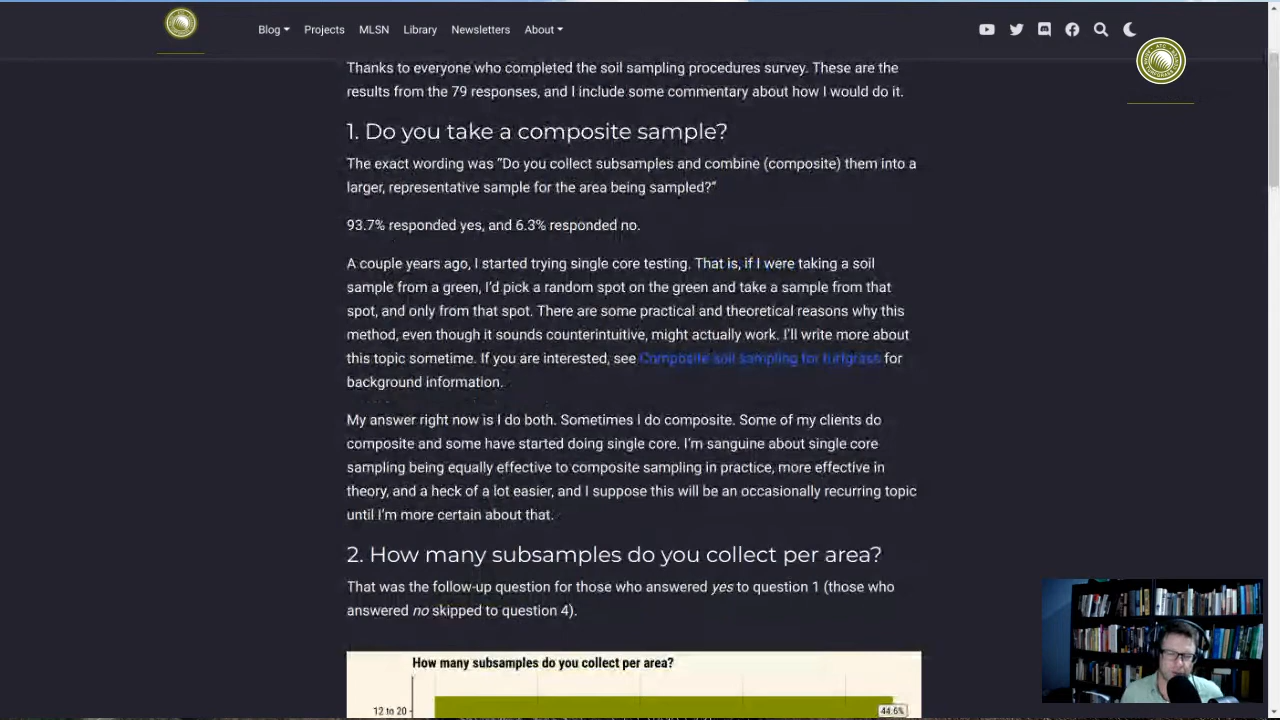 Blog
Projects
MLSN
Library
Newsletters
About
Thanks to everyone who completed the soil sampling procedures survey. These are the
results from the 79 responses, and I include some commentary about how I would do it.
1. Do you take a composite sample?
The exact wording was “Do you collect subsamples and combine (composite) them into a
larger, representative sample for the area being sampled?”
93.7% responded yes, and 6.3% responded no.
A couple years ago, I started trying single core testing. That is, if I were taking a soil
sample from a green, I’d pick a random spot on the green and take a sample from that
spot, and only from that spot. There are some practical and theoretical reasons why this
method, even though it sounds counterintuitive, might actually work. I’ll write more about
this topic sometime. If you are interested, see Composite soil sampling for turfgrass for
background information.
My answer right now is I do both. Sometimes I do composite. Some of my clients do
composite and some have started doing single core. I’m sanguine about single core
sampling being equally effective to composite sampling in practice, more effective in
theory, and a heck of a lot easier, and I suppose this will be an occasionally recurring topic
until I’m more certain about that.
2. How many subsamples do you collect per area?
That was the follow-up question for those who answered yes to question 1 (those who
answered no skipped to question 4).
How many subsamples do you collect per area?
12 to 20
44.6%